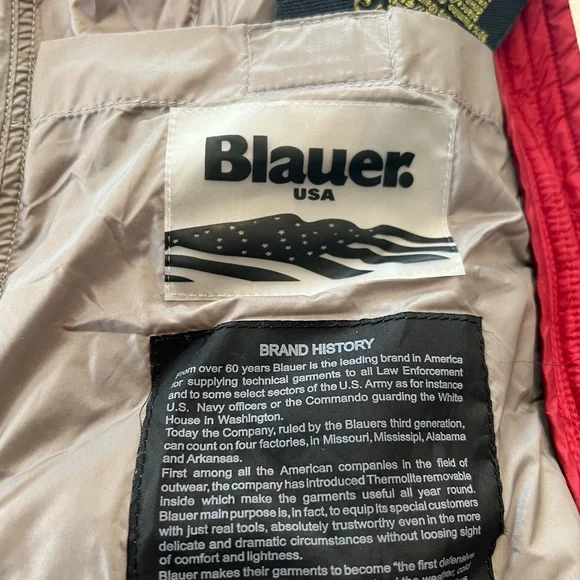 Blauer.
USA
BRAND HISTORY
From over 60 years Blauer is the leading brand in America
for supplying technical garments to all Law Enforcement
and to some select sectors of the U.S. Army as for instance
U.S. Navy officers or the Commando guarding the White
House in Washington.
Today the Company, ruled by the Blauers third generation,
can count on four factories, in Missouri, Mississipi, Alabama
and Arkansas.
First among all the American companies in the field of
outwear, the company has introduced Thermolite removable
inside which make the garments useful all year round.
Blauer main purpose is, in fact, to equip its special customers
with just real tools, absolutely trustworthy even in the more
delicate and dramatic circumstances without loosing sight
of comfort and lightness.
Blauer makes their garments to become "the first defensive
the weather, cold